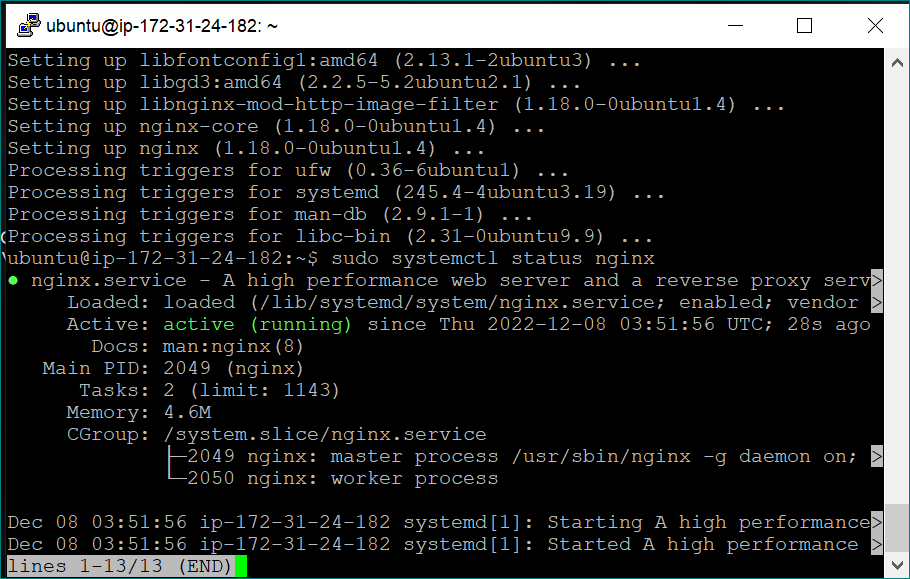 ubuntu@ip-172-31-24-182: ~
Setting up libfontconfig1:amd64 (2.13.1-2ubuntu3) ...
Setting up libgd3:amd64 (2.2.5-5.2ubuntu2.1) ...
Setting up libnginx-mod-http-image-filter (1.18.0-0ubuntu1.4) ...
Setting up nginx-core (1.18.0-0ubuntu1.4) ...
Setting up nginx (1.18.0-0ubuntu1.4) ...
Processing triggers for ufw (0.36-6ubuntu1) ...
Processing triggers for systemd (245.4-4ubuntu3.19) ...
Processing triggers for man-db (2.9.1-1) ...
Processing triggers for libc-bin (2.31-0ubuntu9.9) ...
ubuntu@ip-172-31-24-182:~$ sudo systemctl status nginx
● nginx.service - A high performance web server and a reverse proxy serv>
Loaded: loaded (/lib/systemd/system/nginx.service; enabled; vendor >
Active: active (running) since Thu 2022-12-08 03:51:56 UTC; 28s ago
Docs: man:nginx(8)
Main PID: 2049 (nginx)
Tasks: 2 (limit: 1143)
Memory: 4.6M
CGroup: /system.slice/nginx.service
├─2049 nginx: master process /usr/sbin/nginx -g daemon on; >
└─2050 nginx: worker process
Dec 08 03:51:56 ip-172-31-24-182 systemd[1]: Starting A high performance>
Dec 08 03:51:56 ip-172-31-24-182 systemd[1]: Started A high performance >
lines 1-13/13 (END)